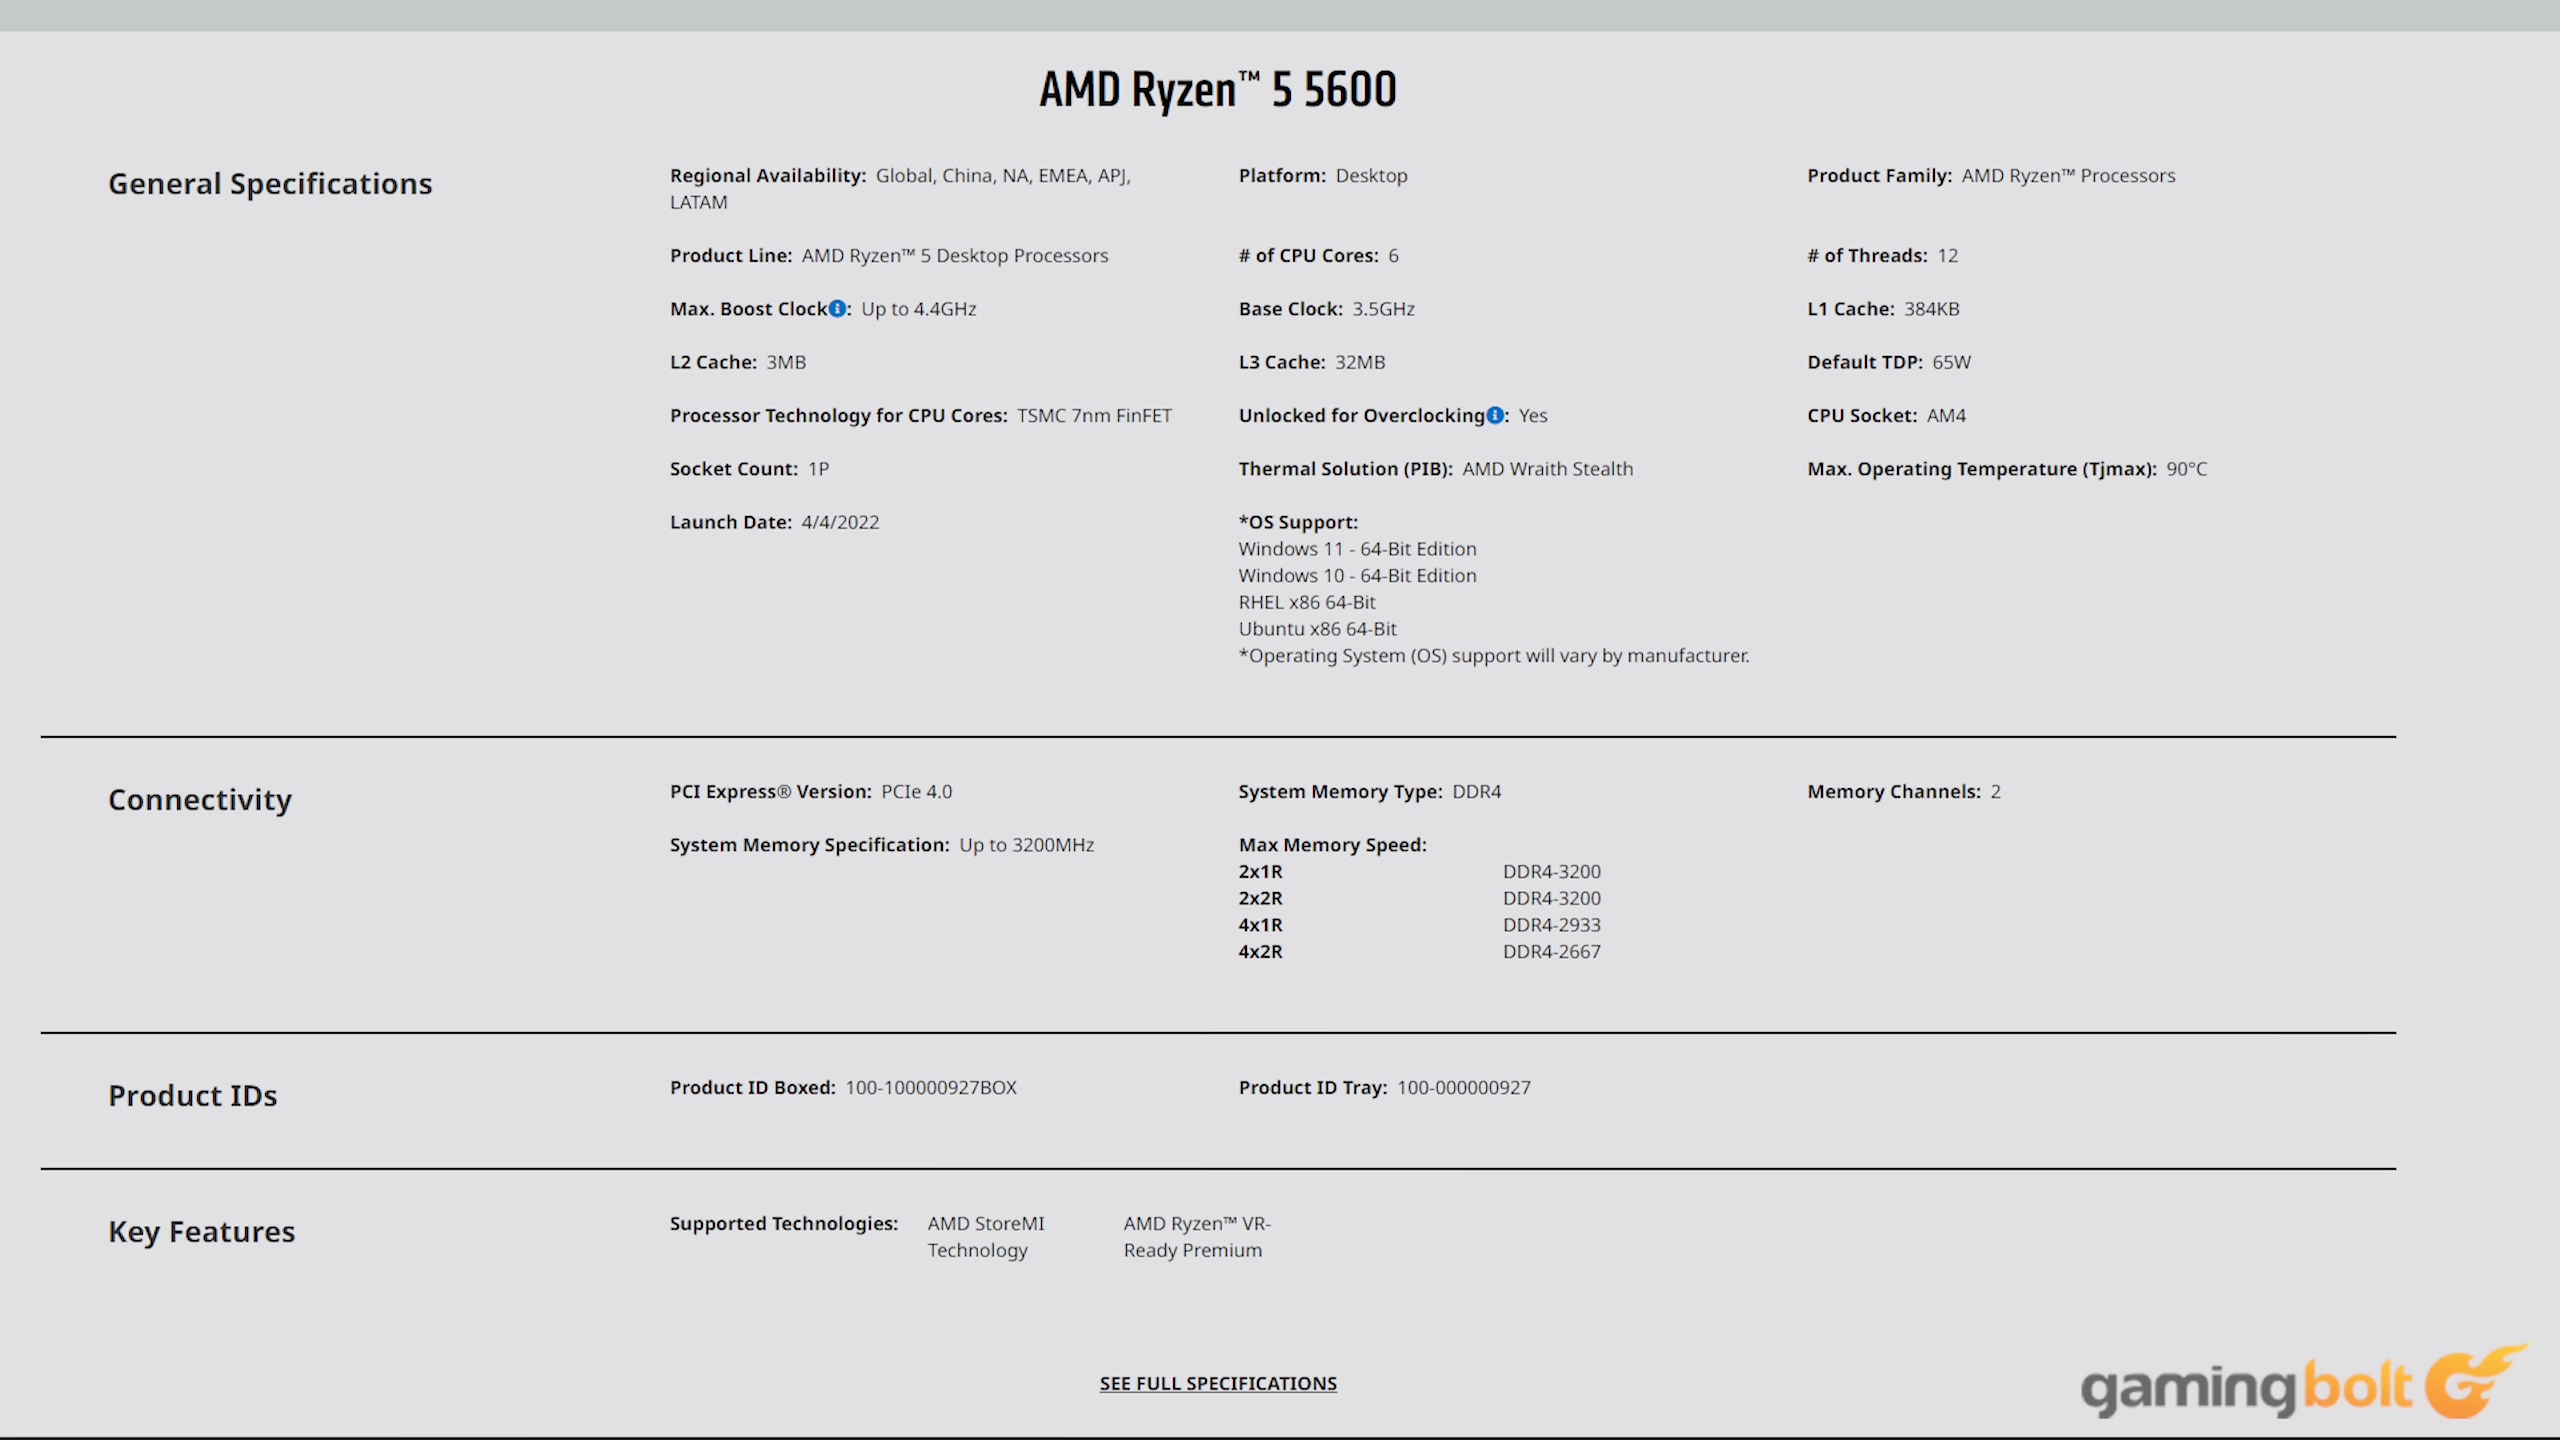 AMD Ryzen™ 5 5600
General Specifications
Regional Availability: Global, China, NA, EMEA, APJ,
LATAM
Platform: Desktop
Product Family: AMD Ryzen™ Processors
Product Line: AMD Ryzen™ 5 Desktop Processors
# of CPU Cores: 6
# of Threads: 12
Max. Boost Clock: Up to 4.4GHz
Base Clock: 3.5GHz
L1 Cache: 384KB
L2 Cache: 3MB
L3 Cache: 32MB
Default TDP: 65W
Processor Technology for CPU Cores: TSMC 7nm FinFET
Unlocked for Overclocking: Yes
CPU Socket: AM4
Socket Count: 1P
Thermal Solution (PIB): AMD Wraith Stealth
Max. Operating Temperature (Tjmax): 90°C
Launch Date: 4/4/2022
*OS Support:
Windows 11 - 64-Bit Edition
Windows 10 - 64-Bit Edition
RHEL x86 64-Bit
Ubuntu x86 64-Bit
*Operating System (OS) support will vary by manufacturer.
Connectivity
PCI Express® Version: PCIe 4.0
System Memory Type: DDR4
Memory Channels: 2
System Memory Specification: Up to 3200MHz
Max Memory Speed:
2x1R DDR4-3200
2x2R DDR4-3200
4x1R DDR4-2933
4x2R DDR4-2667
Product IDs
Product ID Boxed: 100-100000927BOX
Product ID Tray: 100-000000927
Key Features
Supported Technologies:
AMD StoreMI
Technology
AMD Ryzen™ VR-
Ready Premium
SEE FULL SPECIFICATIONS
gamingbolt